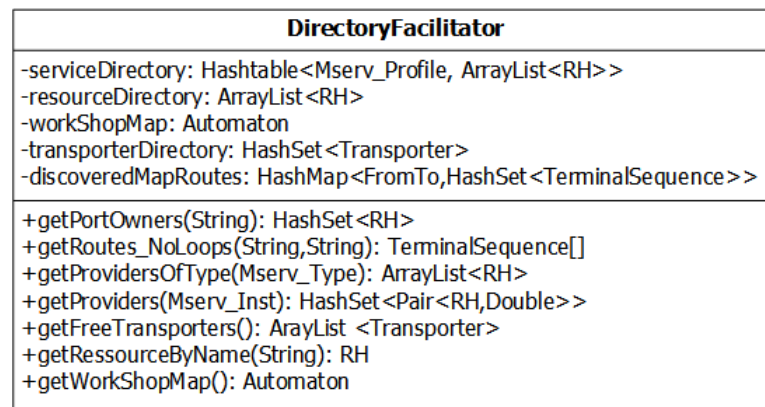 DirectoryFacilitator
-serviceDirectory: Hashtable<Mserv_Profile, ArrayList<RH>>
-resourceDirectory: ArrayList<RH>
-workShopMap: Automaton
-transporterDirectory: HashSet<Transporter>
-discoveredMapRoutes: HashMap<FromTo,HashSet<TerminalSequence>>
+getPortOwners(String): HashSet<RH>
+getRoutes_NoLoops(String,String): TerminalSequence[]
+getProvidersOfType(Mserv_Type): ArrayList<RH>
+getProviders(Mserv_Inst): HashSet<Pair<RH,Double>>
+getFreeTransporters(): ArayList <Transporter>
+getRessourceByName(String): RH
+getWorkShopMap(): Automaton